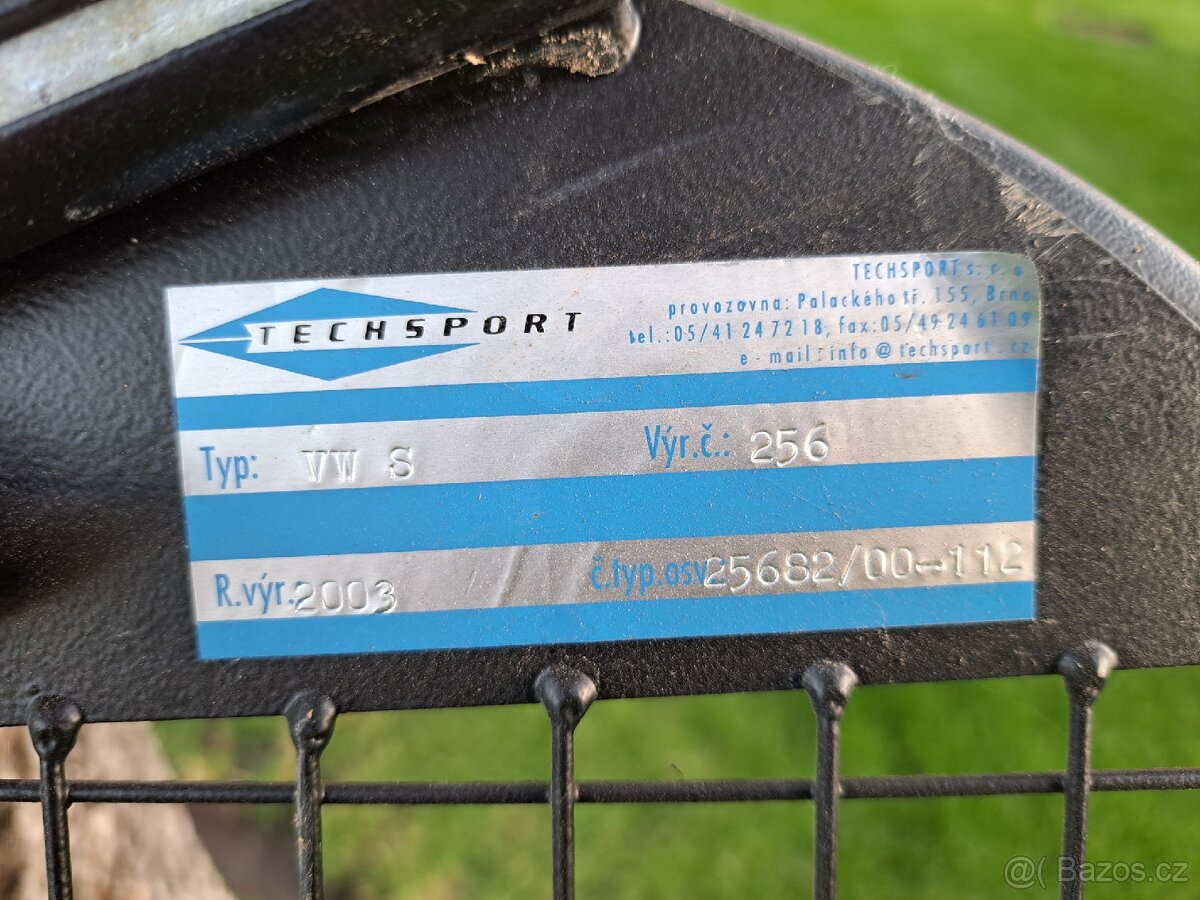 TECHSPORT
TECHSPORT s. r. o.
provozovna: Palackého tř. 155, Brno
tel.: 05/41 24 72 18, fax: 05/49 24 61 09
e - mail : info @ techsport . cz
Typ: VW S
Výr.č.: 256
R.výr. 2003
č.typ.osv.: 25682/00-112
@( Bazos.cz